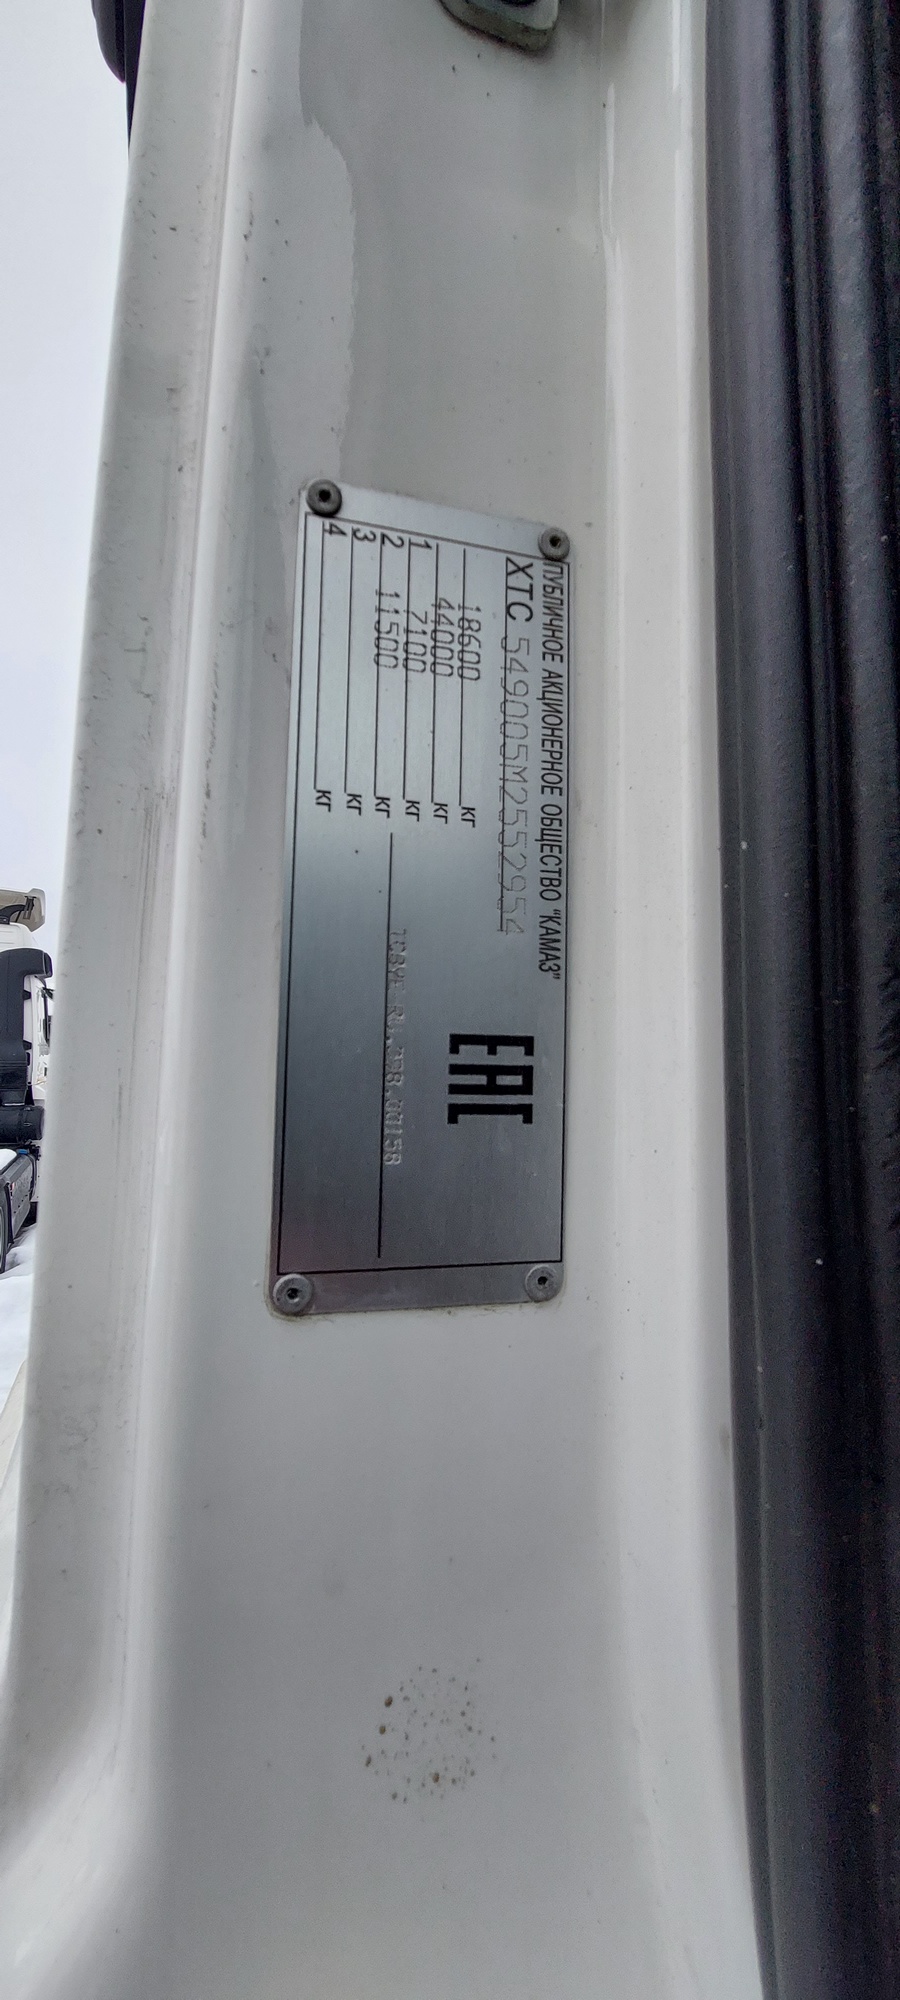 ПУБЛИЧНОЕ АКЦИОНЕРНОЕ ОБЩЕСТВО "КАМАЗ"
XTC 549005M2552954
18600 кг
44000 кг
1 7100 кг
2 11500 кг
3 кг
4 кг
EAC